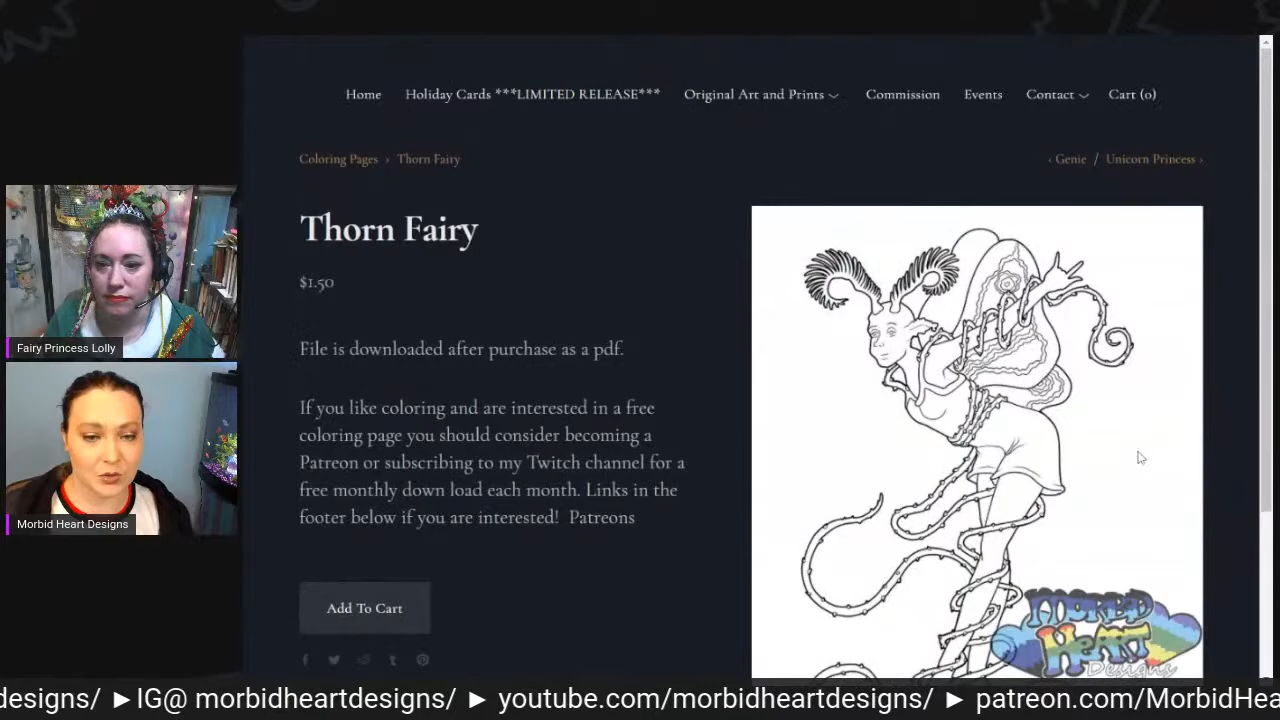 Home Holiday Cards ***LIMITED RELEASE*** Original Art and Prints Commission Events Contact Cart (0)
Coloring Pages › Thorn Fairy
‹ Genie / Unicorn Princess ›
Thorn Fairy
$1.50
File is downloaded after purchase as a pdf.
If you like coloring and are interested in a free
coloring page you should consider becoming a
Patreon or subscribing to my Twitch channel for a
free monthly down load each month. Links in the
footer below if you are interested! Patreons
Add To Cart
MORBID
HEART
Designs
Fairy Princess Lolly
Morbid Heart Designs
designs/ ►IG@ morbidheartdesigns/ ► youtube.com/morbidheartdesigns/ ► patreon.com/MorbidHea